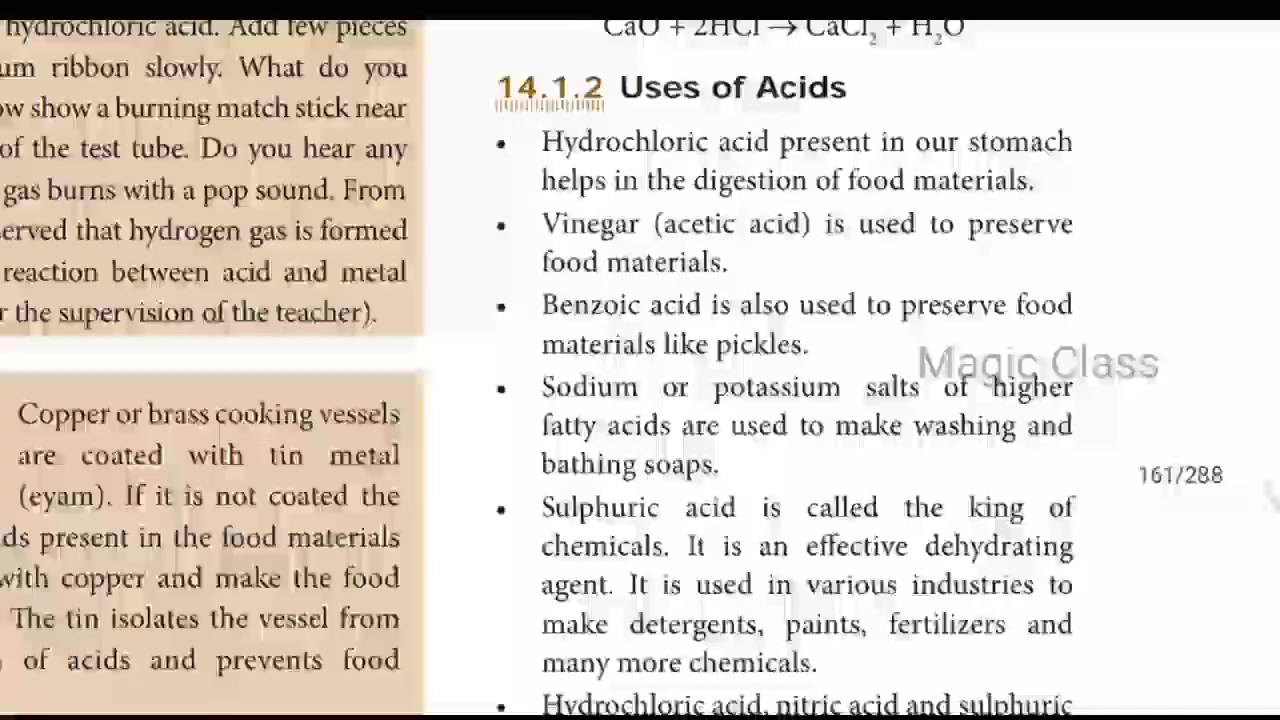 hydrochloric acid. Add few pieces
um ribbon slowly. What do you
ow show a burning match stick near
of the test tube. Do you hear any
gas burns with a pop sound. From
erved that hydrogen gas is formed
reaction between acid and metal
r the supervision of the teacher).
Copper or brass cooking vessels
are coated with tin metal
(eyam). If it is not coated the
ds present in the food materials
with copper and make the food
The tin isolates the vessel from
of acids and prevents food
CaO + 2HCl → CaCl₂ + H₂O
14.1.2 Uses of Acids
• Hydrochloric acid present in our stomach
helps in the digestion of food materials.
• Vinegar (acetic acid) is used to preserve
food materials.
• Benzoic acid is also used to preserve food
materials like pickles.
• Sodium or potassium salts of higher
fatty acids are used to make washing and
bathing soaps.
• Sulphuric acid is called the king of
chemicals. It is an effective dehydrating
agent. It is used in various industries to
make detergents, paints, fertilizers and
many more chemicals.
• Hydrochloric acid, nitric acid and sulphuric
Magic Class
161/288